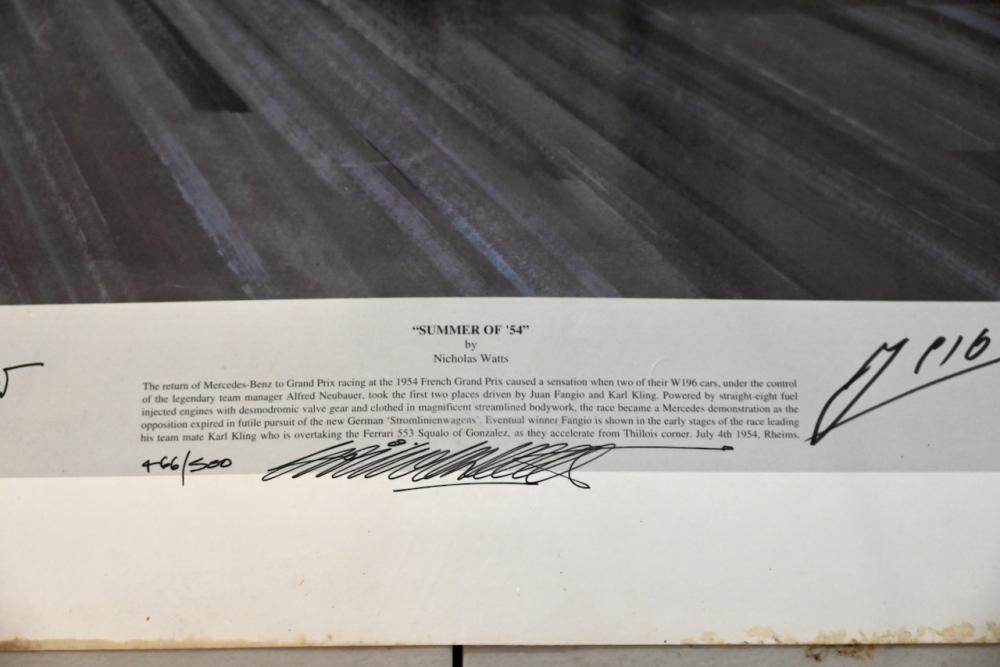 “SUMMER OF '54”
by
Nicholas Watts
The return of Mercedes-Benz to Grand Prix racing at the 1954 French Grand Prix caused a sensation when two of their W196 cars, under the control
of the legendary team manager Alfred Neubauer, took the first two places driven by Juan Fangio and Karl Kling. Powered by straight-eight fuel
injected engines with desmodromic valve gear and clothed in magnificent streamlined bodywork, the race became a Mercedes demonstration as the
opposition expired in futile pursuit of the new German ‘Stromlinienwagens’. Eventual winner Fangio is shown in the early stages of the race leading
his team mate Karl Kling who is overtaking the Ferrari 553 Squalo of Gonzalez, as they accelerate from Thillois corner. July 4th 1954, Rheims.
466/500